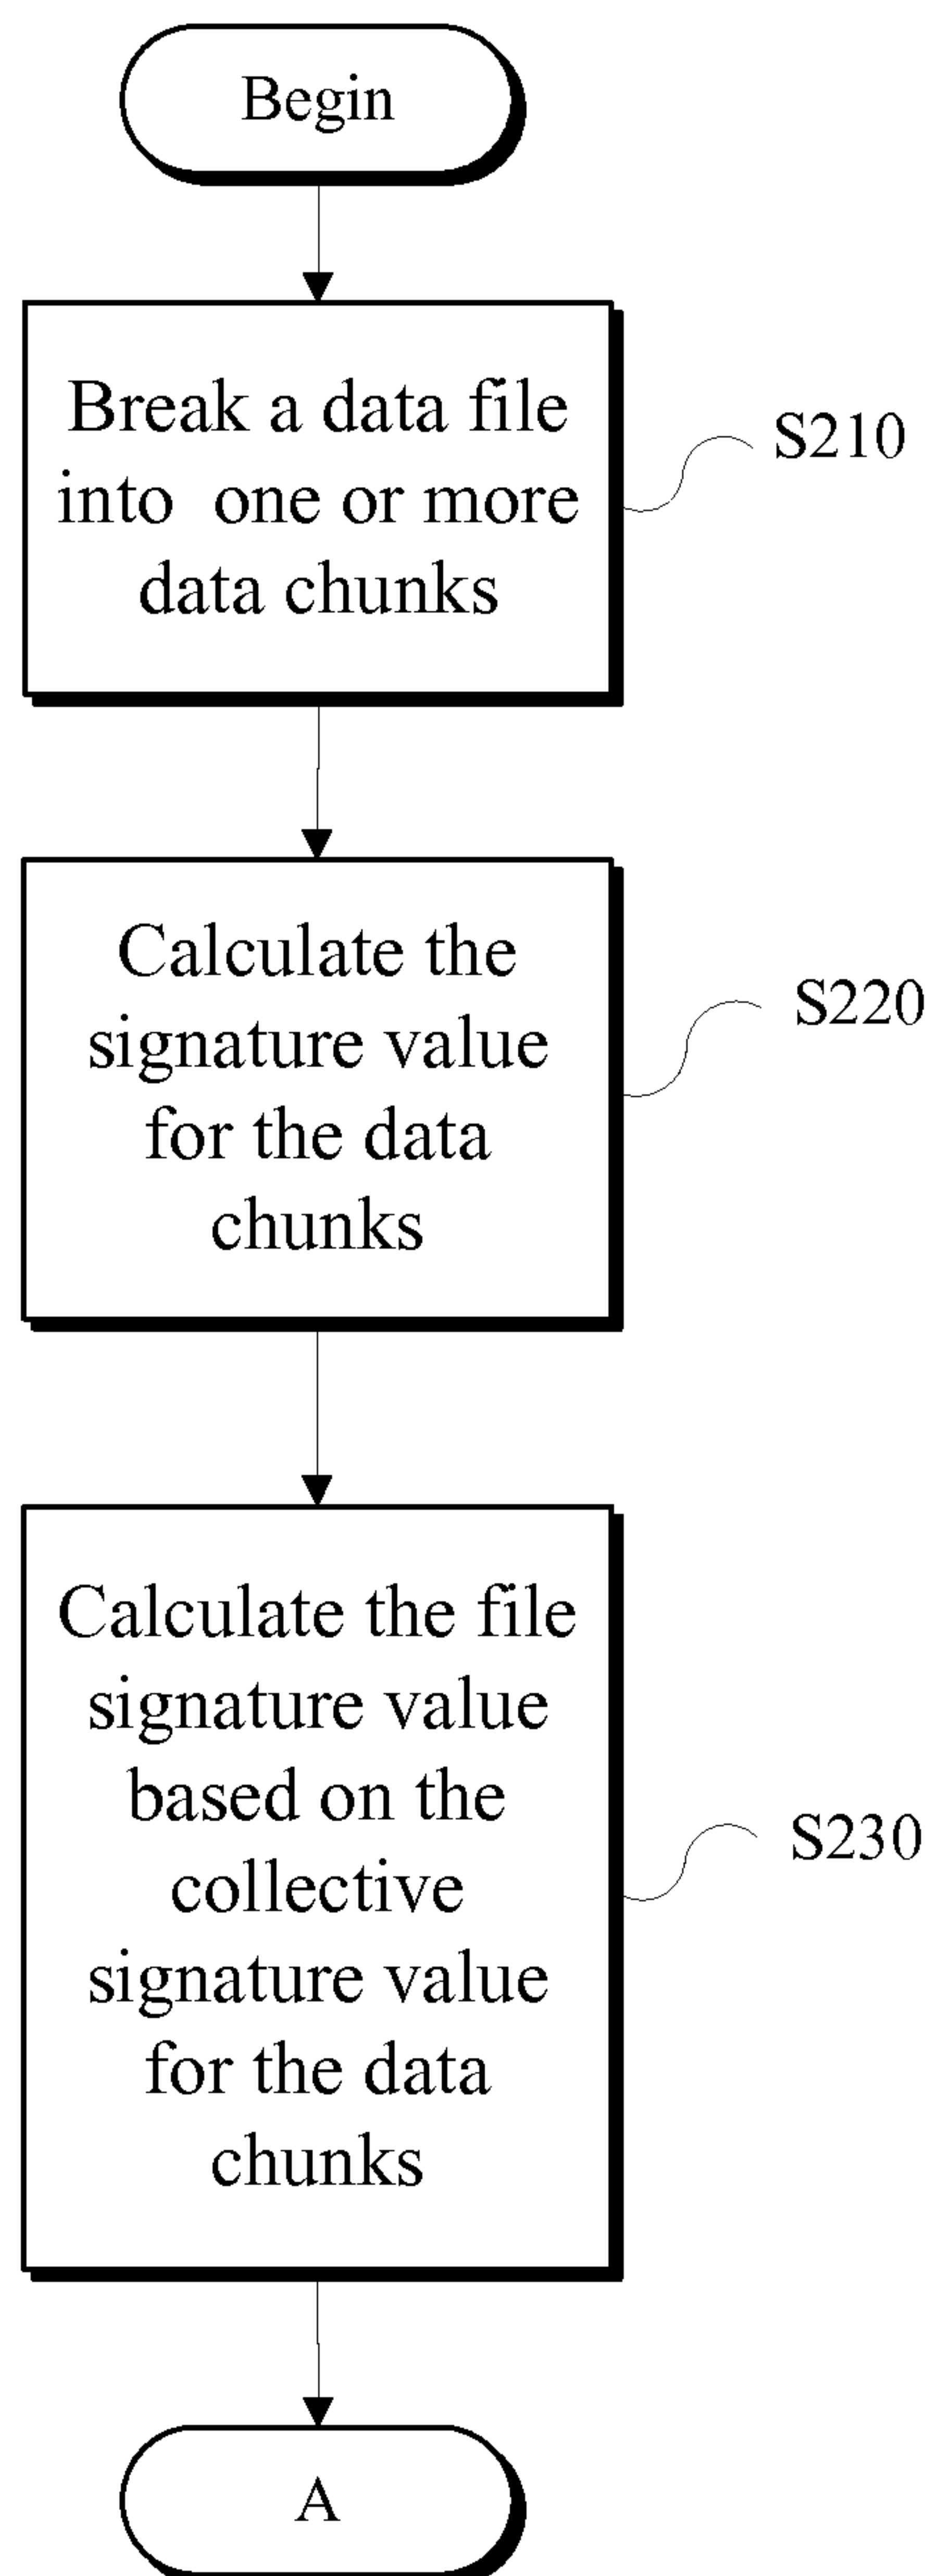 Begin
Break a data file
into  one or more
data chunks
S210
Calculate the
signature value
for the data
chunks
S220
Calculate the file
signature value
based on the
collective
signature value
for the data
chunks
S230
A